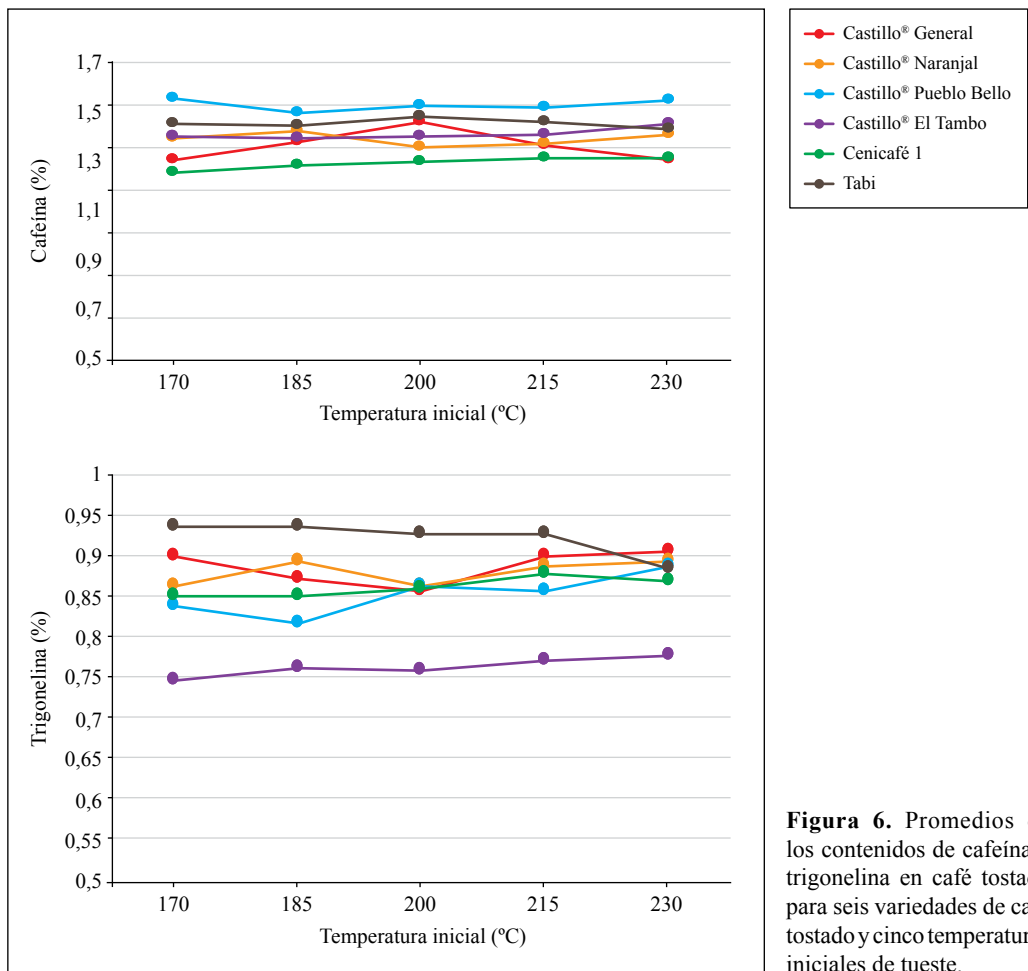 Castillo® General
Castillo® Naranjal
Castillo® Pueblo Bello
Castillo® El Tambo
Cenicafé 1
Tabi
Cafeína (%)
1,7
1,5
1,3
1,1
0,9
0,7
0,5
170 185 200 215 230
Temperatura inicial (ºC)
Trigonelina (%)
1
0,95
0,9
0,85
0,8
0,75
0,7
0,65
0,6
0,55
0,5
170 185 200 215 230
Temperatura inicial (ºC)
Figura 6. Promedios
los contenidos de cafeína
trigonelina en café
para seis variedades de
tostado y cinco
iniciales de tueste.